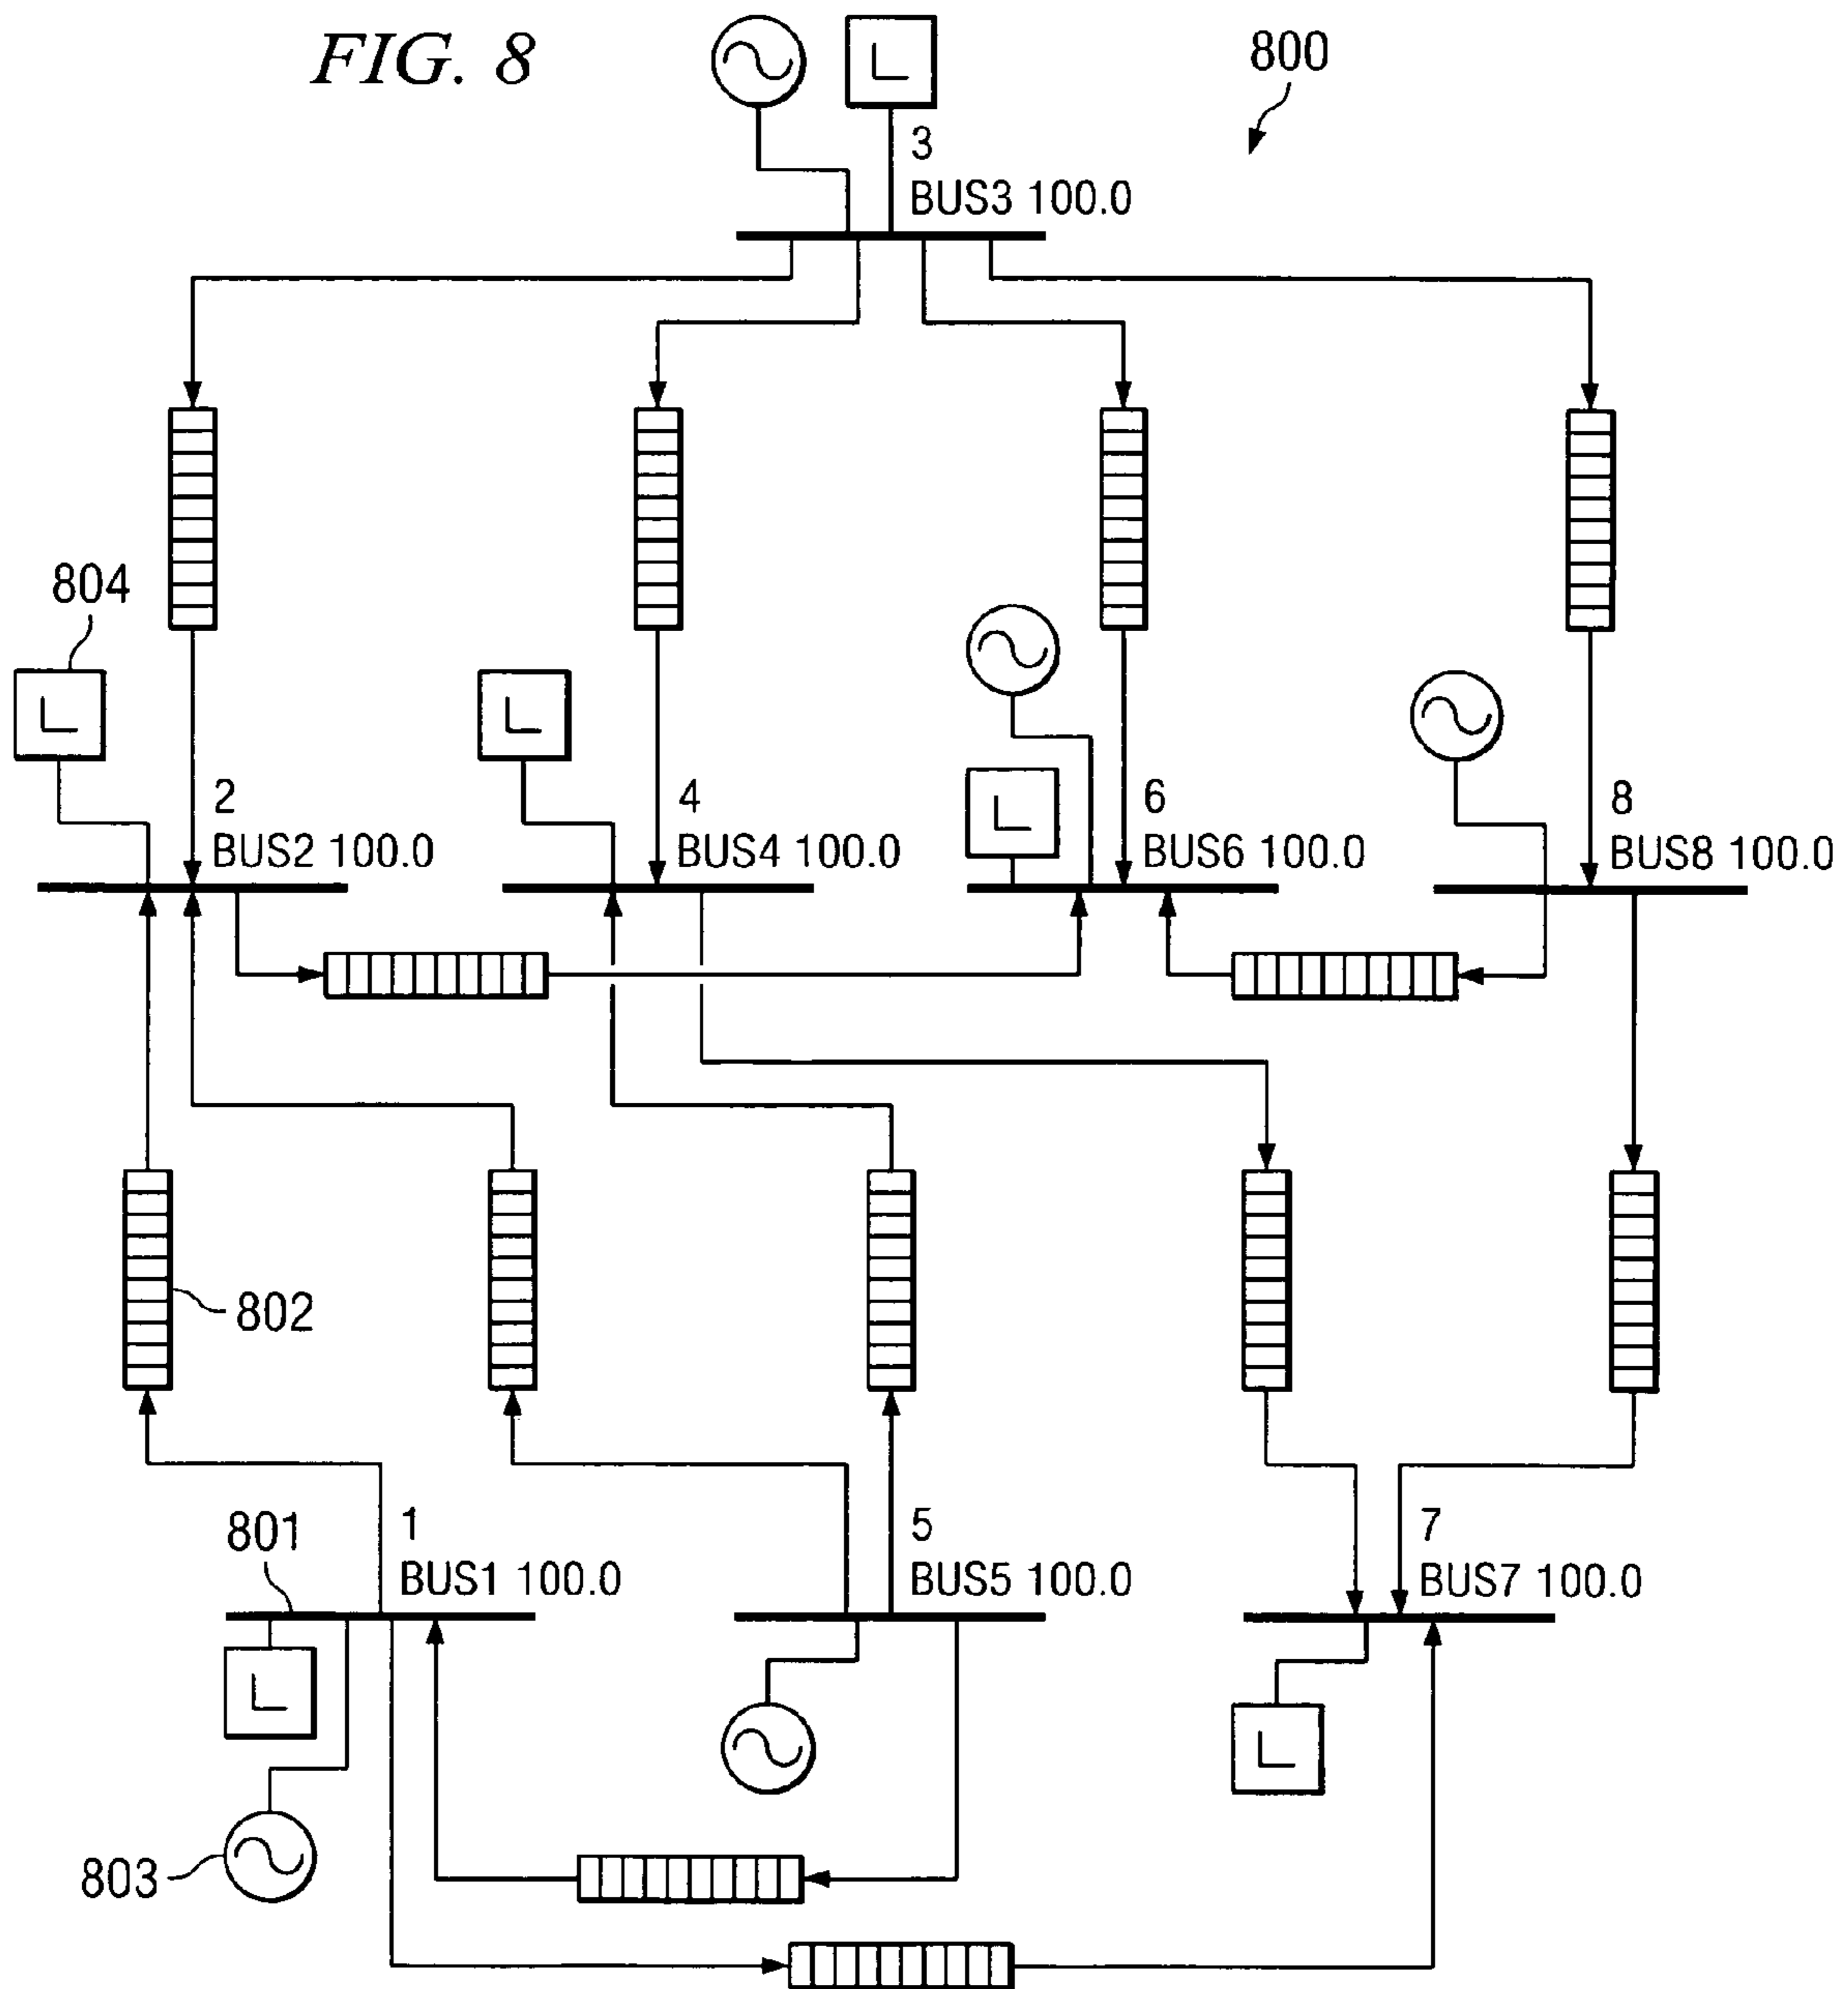 FIG. 8
800
3
BUS3 100.0
804
L
L
L
L
2
BUS2 100.0
4
BUS4 100.0
6
BUS6 100.0
8
BUS8 100.0
802
801
1
BUS1 100.0
5
BUS5 100.0
7
BUS7 100.0
L
L
803